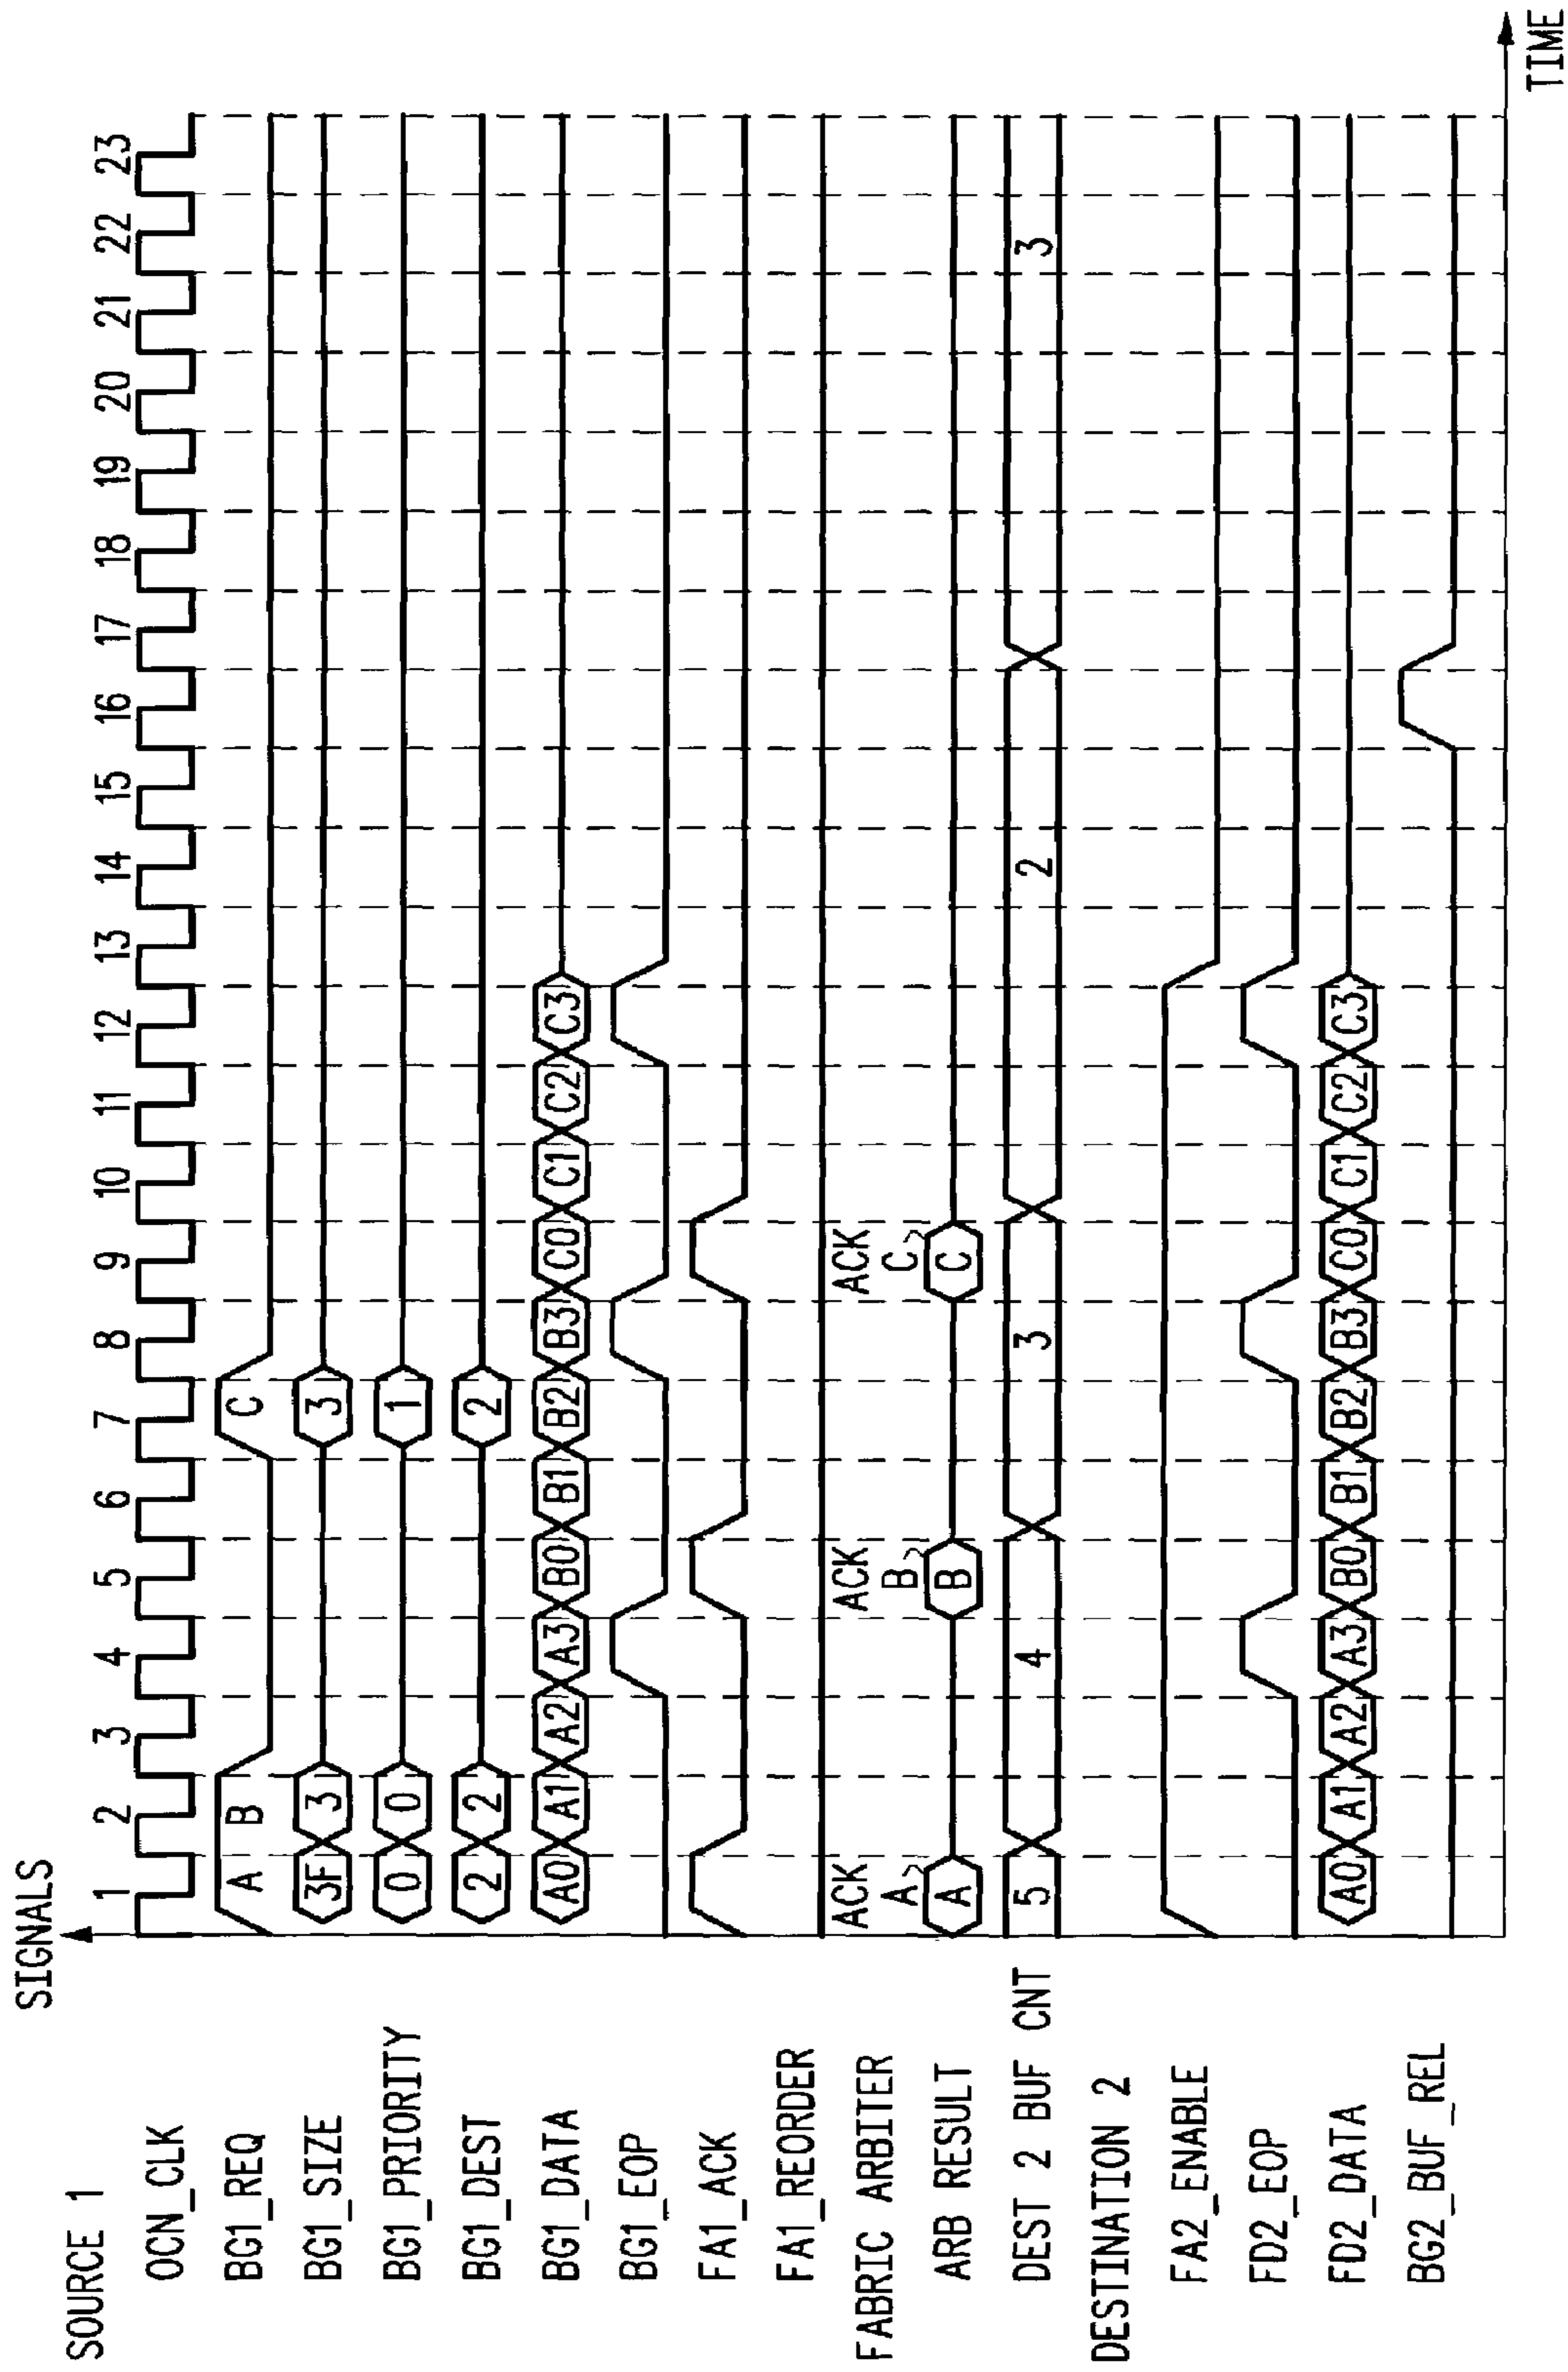 SIGNALS
SOURCE 1
1 2 3 4 5 6 7 8 9 10 11 12 13 14 15 16 17 18 19 20 21 22 23
OCN_CLK
BG1_REQ A B C
BG1_SIZE 3F 3 3
BG1_PRIORITY 0 0 1
BG1_DEST 2 2 2
BG1_DATA A0 A1 A2 A3 B0 B1 B2 B3 C0 C1 C2 C3
BG1_EOP
FA1_ACK
FA1_REORDER
FABRIC ARBITER ACK ACK ACK
A B C
ARB RESULT A B C
DEST 2 BUF CNT 5 4 3 2 3
DESTINATION 2
FA2_ENABLE
FD2_EOP
FD2_DATA A0 A1 A2 A3 B0 B1 B2 B3 C0 C1 C2 C3
BG2_BUF_REL
TIME